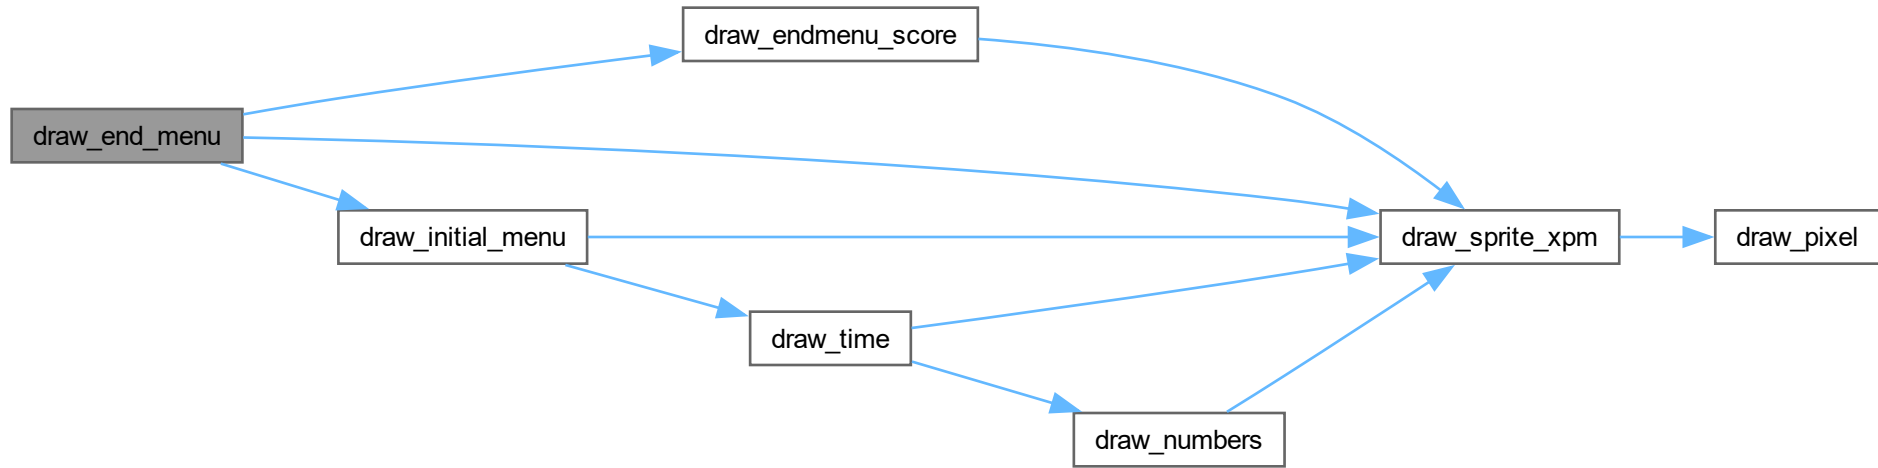 draw_endmenu_score
draw_end_menu
draw_initial_menu
draw_sprite_xpm
draw_pixel
draw_time
draw_numbers